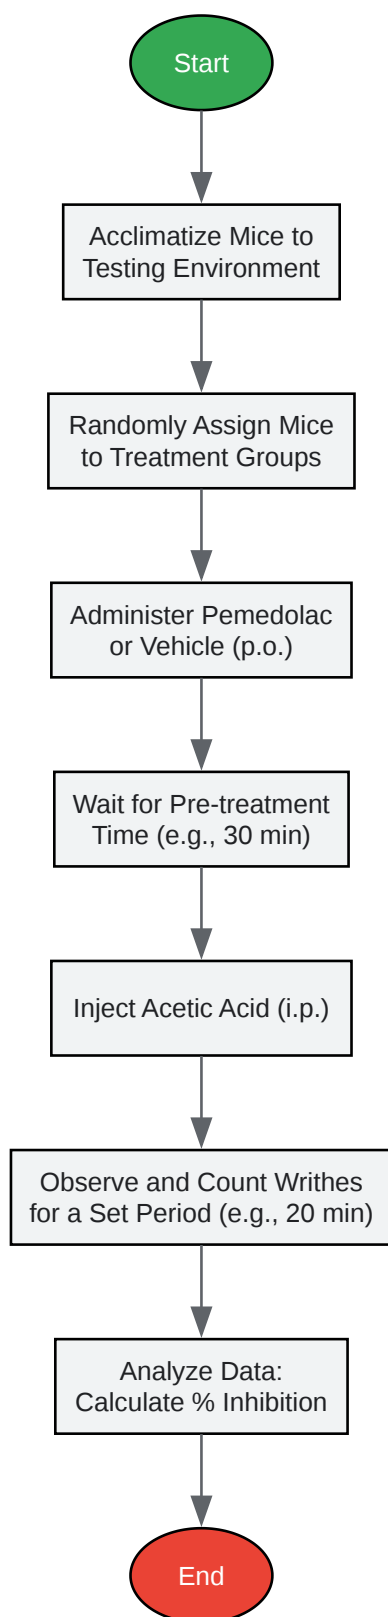 Start
Acclimatize Mice to
Testing Environment
Randomly Assign Mice
to Treatment Groups
Administer Pemedolac
or Vehicle (p.o.)
Wait for Pre-treatment
Time (e.g., 30 min)
Inject Acetic Acid (i.p.)
Observe and Count Writhes
for a Set Period (e.g., 20 min)
Analyze Data:
Calculate % Inhibition
End